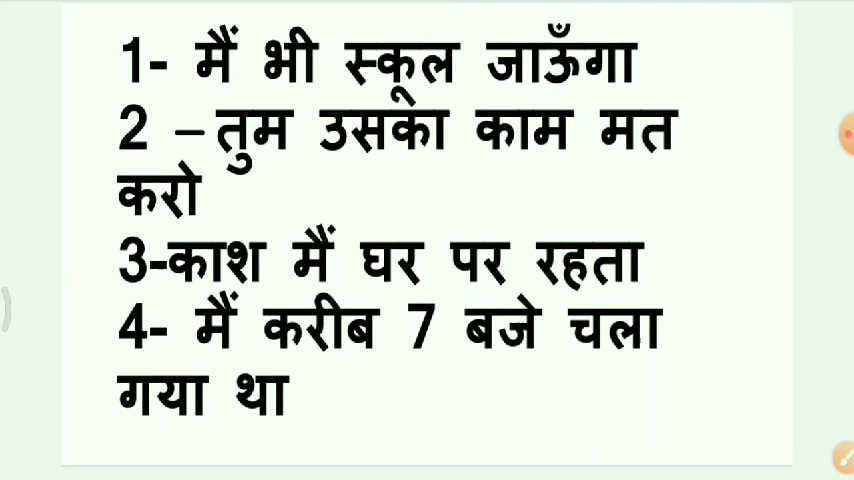 1- मैं भी स्कूल जाऊँगा
2 –तुम उसका काम मत
करो
3-काश मैं घर पर रहता
4- मैं करीब 7 बजे चला
गया था